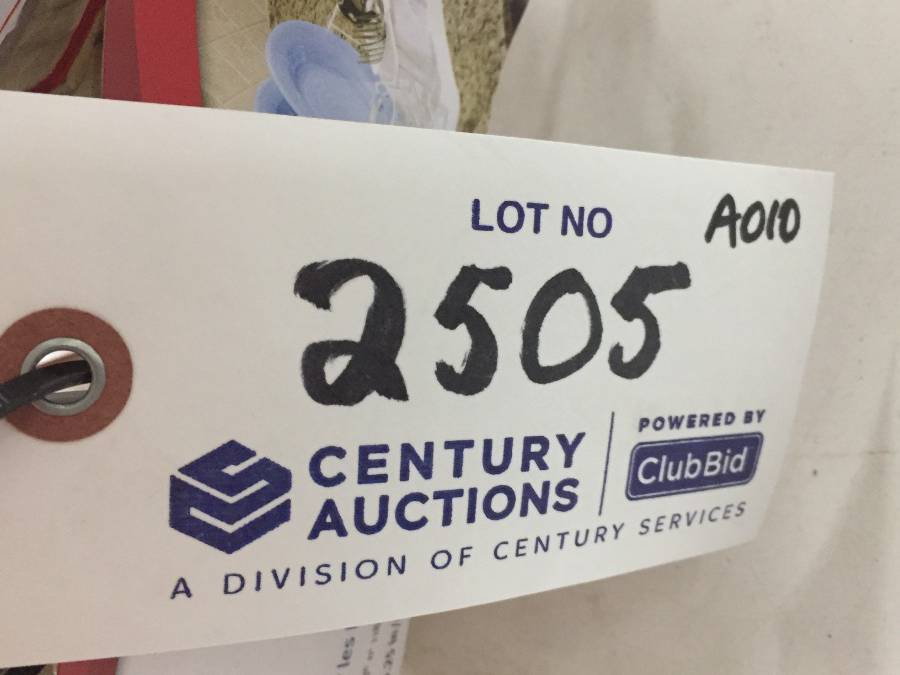 LOT NO
A010
2505
CENTURY
AUCTIONS
POWERED BY
ClubBid
A DIVISION OF CENTURY SERVICES